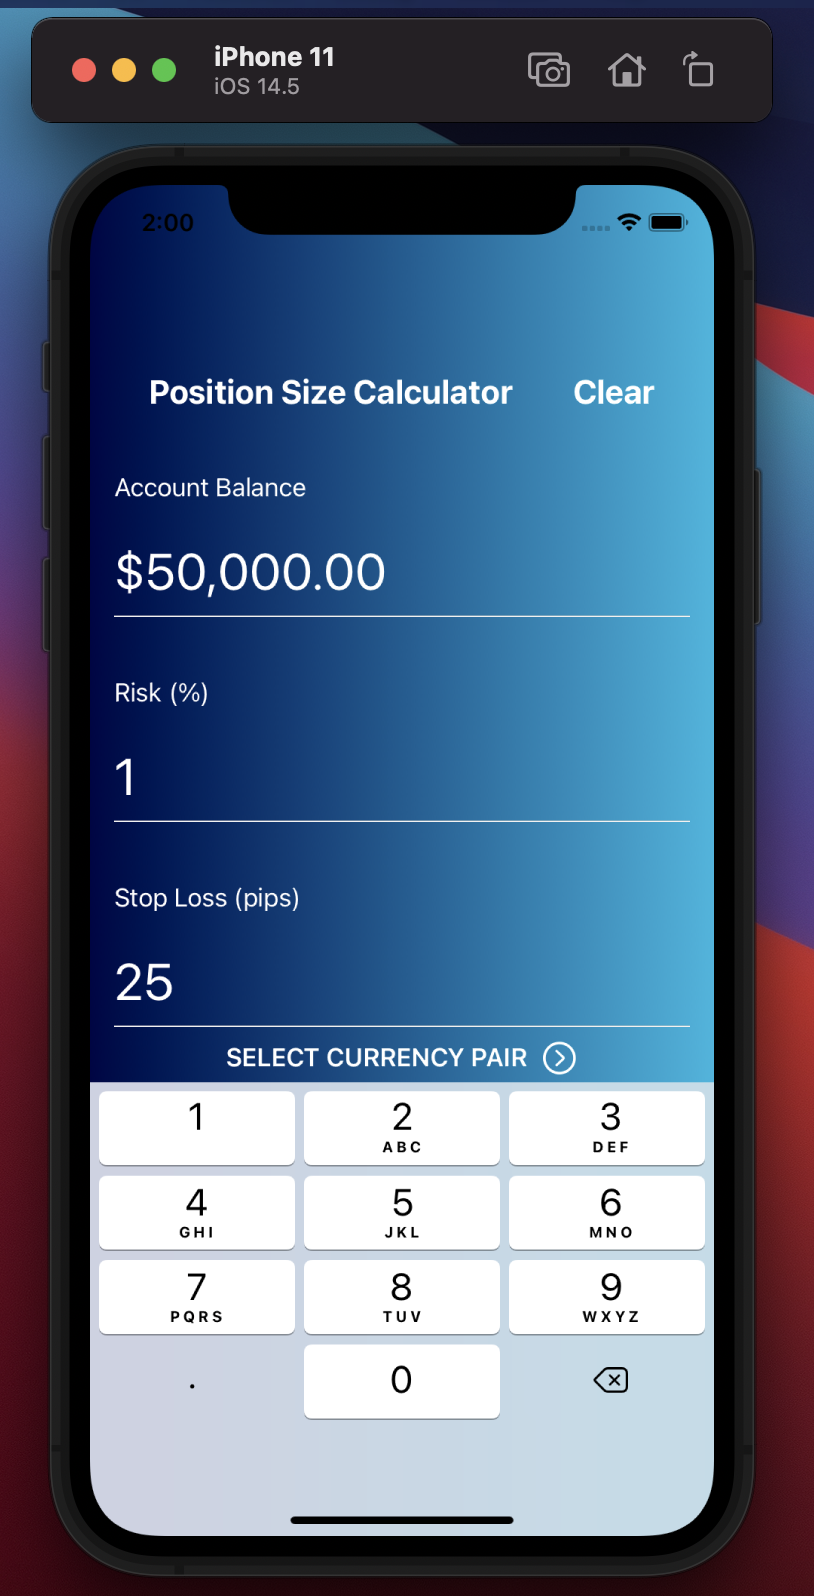 iPhone 11
iOS 14.5
2:00
Position Size Calculator Clear
Account Balance
$50,000.00
Risk (%)
1
Stop Loss (pips)
25
SELECT CURRENCY PAIR
1 2 3
ABC DEF
4 5 6
GHI JKL MNO
7 8 9
PQRS TUV WXYZ
. 0